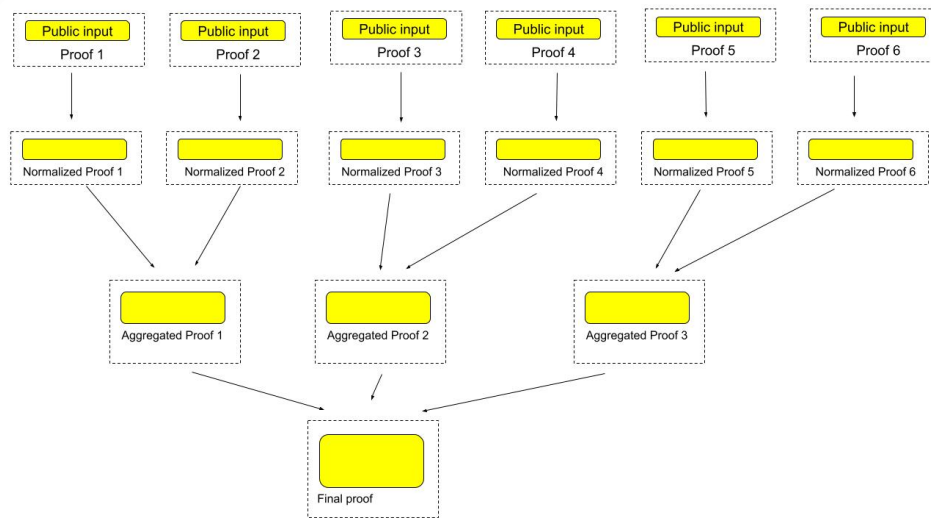 Public input
Proof 1
Public input
Proof 2
Public input
Proof 3
Public input
Proof 4
Public input
Proof 5
Public input
Proof 6
Normalized Proof 1
Normalized Proof 2
Normalized Proof 3
Normalized Proof 4
Normalized Proof 5
Normalized Proof 6
Aggregated Proof 1
Aggregated Proof 2
Aggregated Proof 3
Final proof